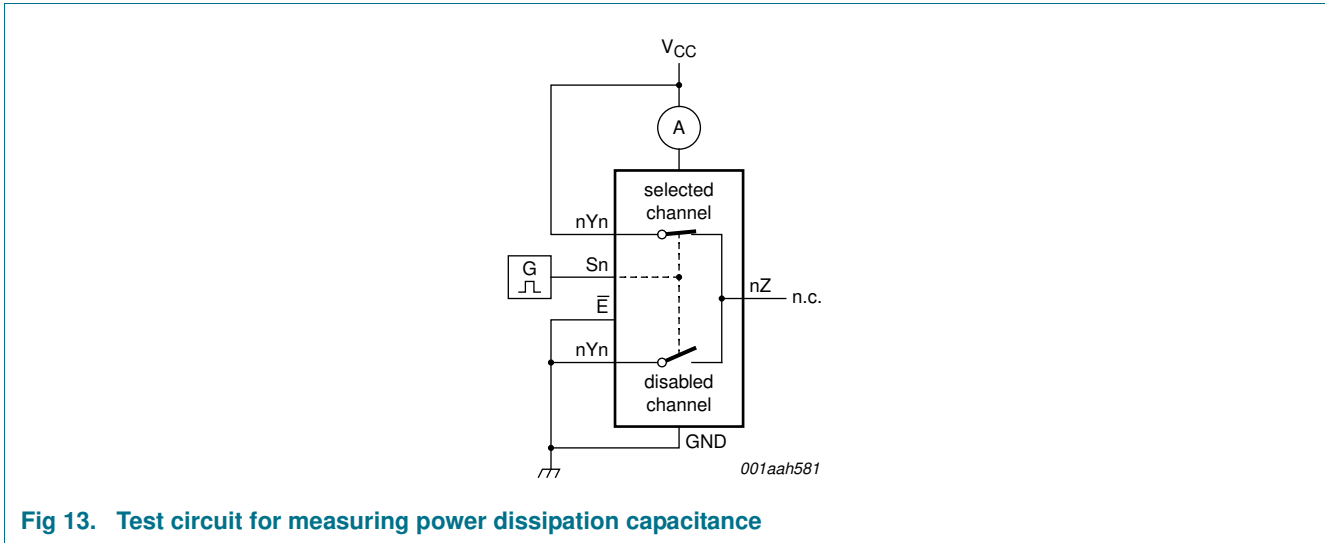 VCC
A
selected
channel
nYn
G
Sn
nZ
n.c.
E̅
nYn
disabled
channel
GND
001aah581
Fig 13. Test circuit for measuring power dissipation capacitance